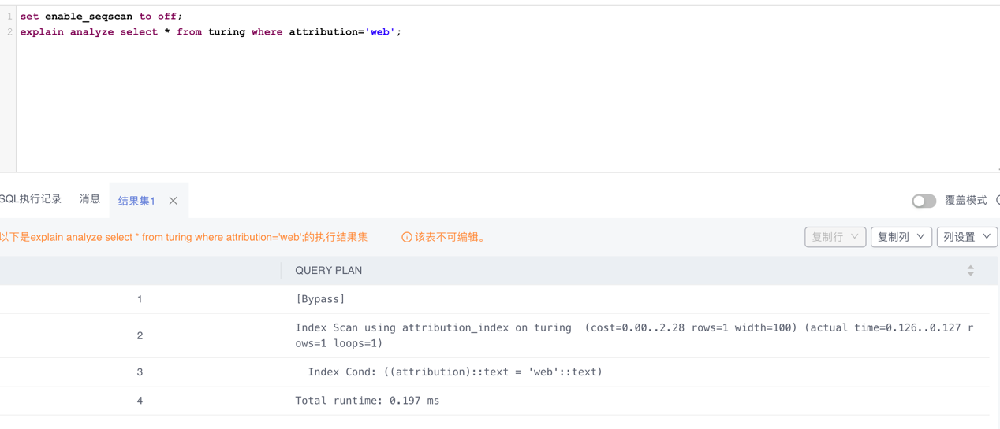 1 set enable_seqscan to off;
2 explain analyze select * from turing where attribution='web';
SQL执行记录 消息 结果集1 覆盖模式
以下是explain analyze select * from turing where attribution='web';的执行结果集 该表不可编辑。 复制行 复制列 列设置
QUERY PLAN
1 [Bypass]
2 Index Scan using attribution_index on turing (cost=0.00..2.28 rows=1 width=100) (actual time=0.126..0.127 r
ows=1 loops=1)
3 Index Cond: ((attribution)::text = 'web'::text)
4 Total runtime: 0.197 ms